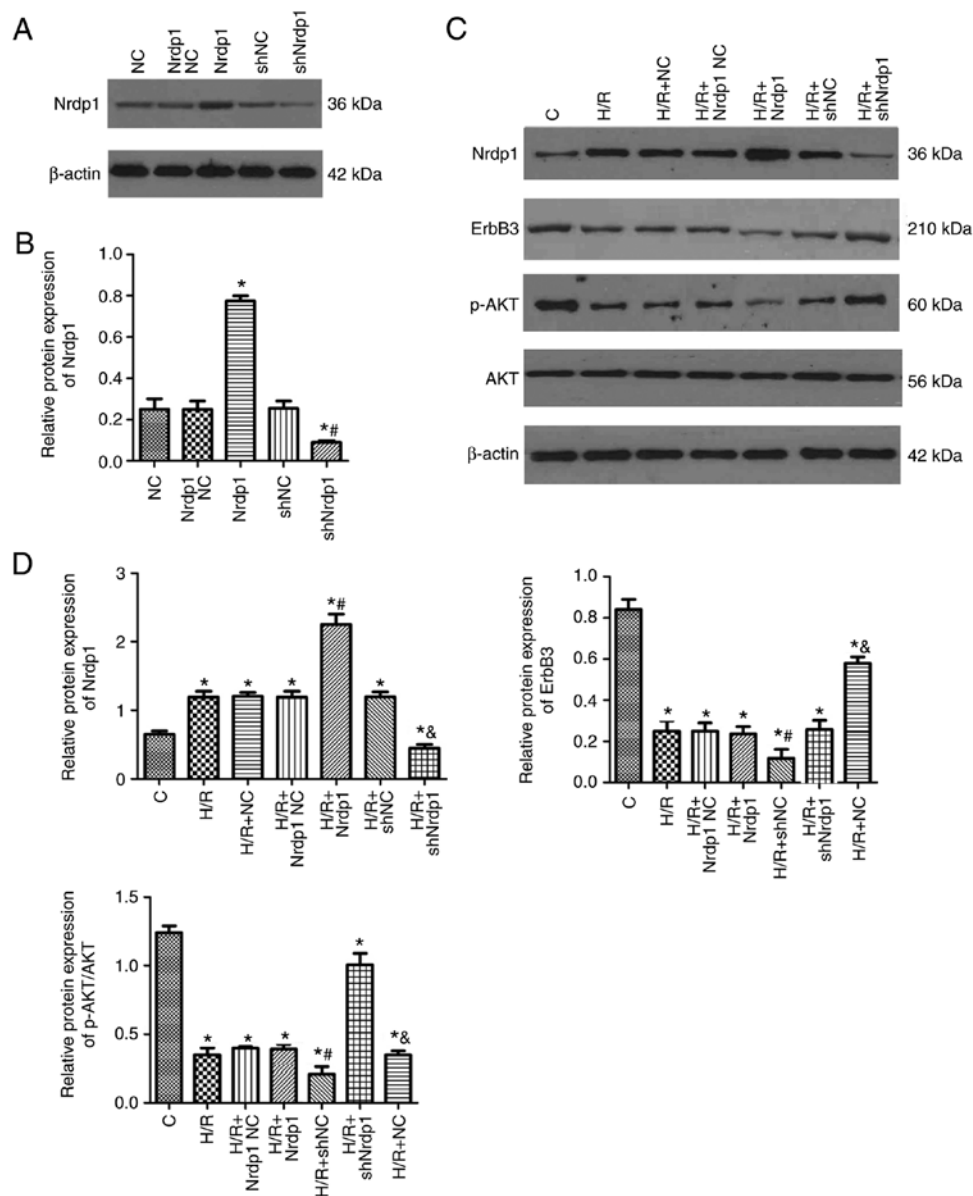 A
NC
Nrdp1 NC
Nrdp1
shNC
shNrdp1
Nrdp1
36 kDa
β-actin
42 kDa
B
Relative protein expression
of Nrdp1
1.0
0.8
0.6
0.4
0.2
0.0
*
*#
NC
Nrdp1
NC
Nrdp1
shNC
shNrdp1
C
C
H/R
H/R+NC
H/R+
Nrdp1 NC
H/R+
Nrdp1
H/R+
shNC
H/R+
shNrdp1
Nrdp1
36 kDa
ErbB3
210 kDa
p-AKT
60 kDa
AKT
56 kDa
β-actin
42 kDa
D
Relative protein expression
of Nrdp1
3
2
1
0
*
*
*
*#
*
*&
C
H/R
H/R+NC
H/R+
Nrdp1 NC
H/R+
Nrdp1
H/R+
shNC
H/R+
shNrdp1
Relative protein expression
of ErbB3
1.0
0.8
0.6
0.4
0.2
0.0
*
*
*
*#
*
*&
C
H/R
H/R+
Nrdp1 NC
H/R+
Nrdp1
H/R+shNC
H/R+
shNrdp1
H/R+NC
Relative protein expression
of p-AKT/AKT
1.5
1.0
0.5
0.0
*
*
*
*#
*
*&
C
H/R
H/R+
Nrdp1 NC
H/R+
Nrdp1
H/R+shNC
H/R+
shNrdp1
H/R+NC